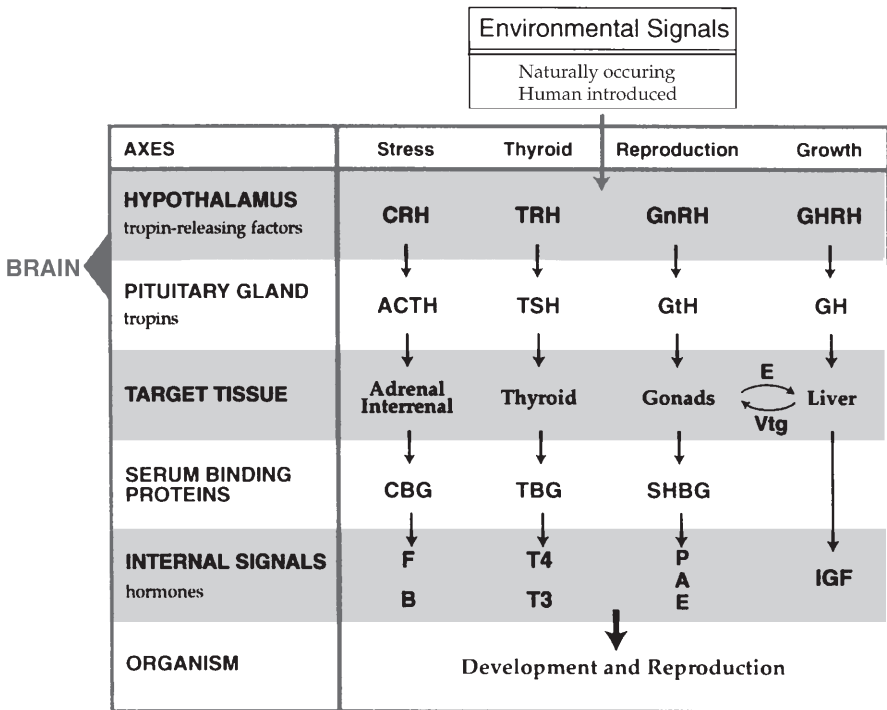 Environmental Signals
Naturally occuring
Human introduced
AXES Stress Thyroid Reproduction Growth
HYPOTHALAMUS
tropin-releasing factors
CRH TRH GnRH GHRH
BRAIN
PITUITARY GLAND
tropins
ACTH TSH GtH GH
TARGET TISSUE
Adrenal
Interrenal
Thyroid Gonads E Liver
Vtg
SERUM BINDING
PROTEINS
CBG TBG SHBG
INTERNAL SIGNALS
hormones
F T4 P
A
B T3 E
IGF
ORGANISM
Development and Reproduction